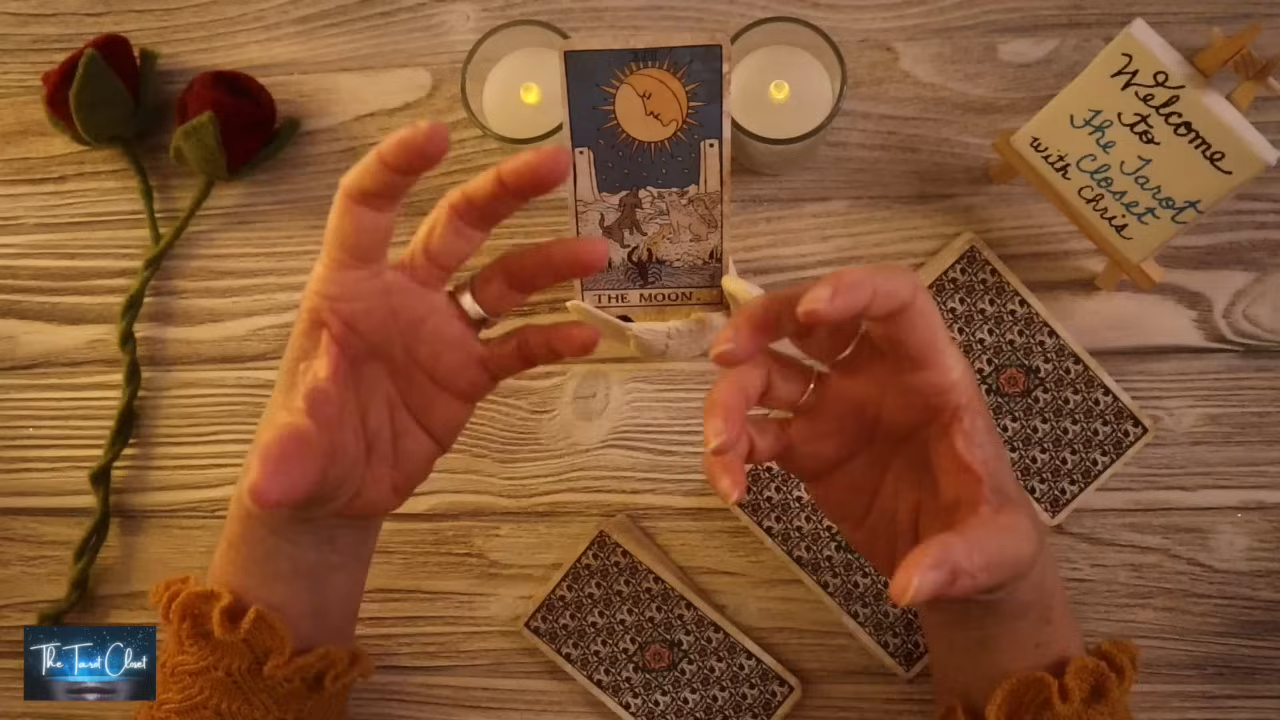 THE MOON.
Welcome
to
The Tarot
Closet
with Chris
The Tarot Closet